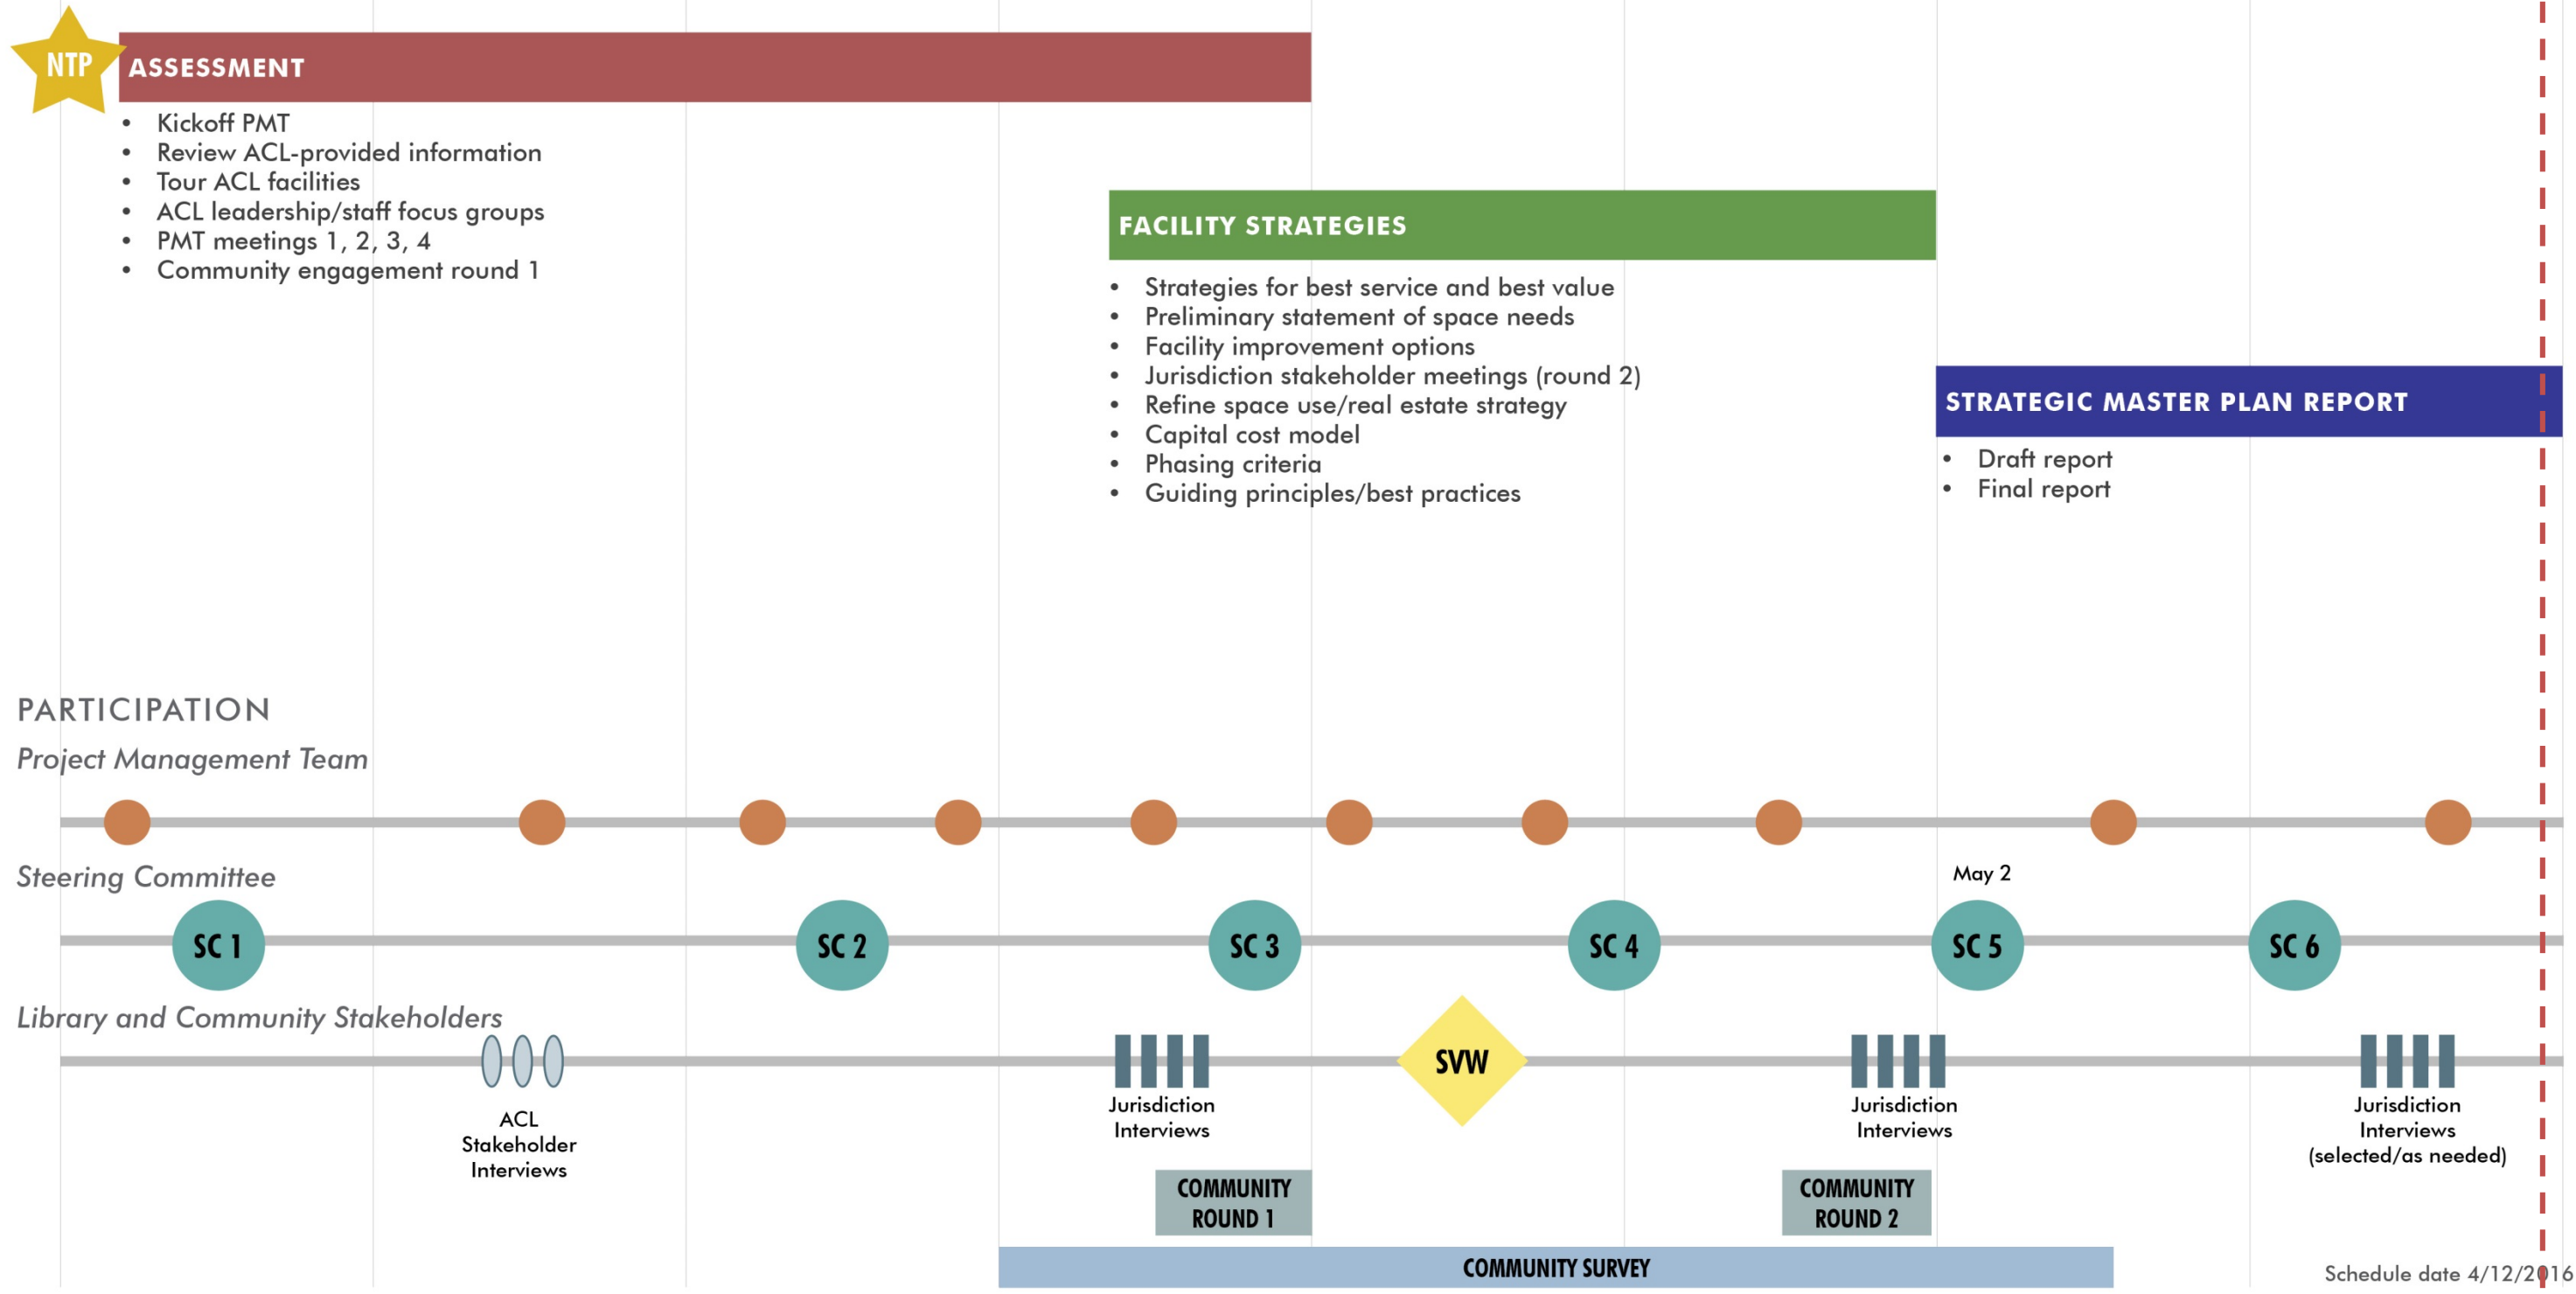 NTP
ASSESSMENT
• Kickoff PMT
• Review ACL-provided information
• Tour ACL facilities
• ACL leadership/staff focus groups
• PMT meetings 1, 2, 3, 4
• Community engagement round 1
FACILITY STRATEGIES
• Strategies for best service and best value
• Preliminary statement of space needs
• Facility improvement options
• Jurisdiction stakeholder meetings (round 2)
• Refine space use/real estate strategy
• Capital cost model
• Phasing criteria
• Guiding principles/best practices
STRATEGIC MASTER PLAN REPORT
• Draft report
• Final report
PARTICIPATION
Project Management Team
Steering Committee
May 2
SC 1
SC 2
SC 3
SC 4
SC 5
SC 6
Library and Community Stakeholders
ACL
Stakeholder
Interviews
Jurisdiction
Interviews
SVW
Jurisdiction
Interviews
Jurisdiction
Interviews
(selected/as needed)
COMMUNITY
ROUND 1
COMMUNITY
ROUND 2
COMMUNITY SURVEY
Schedule date 4/12/2016